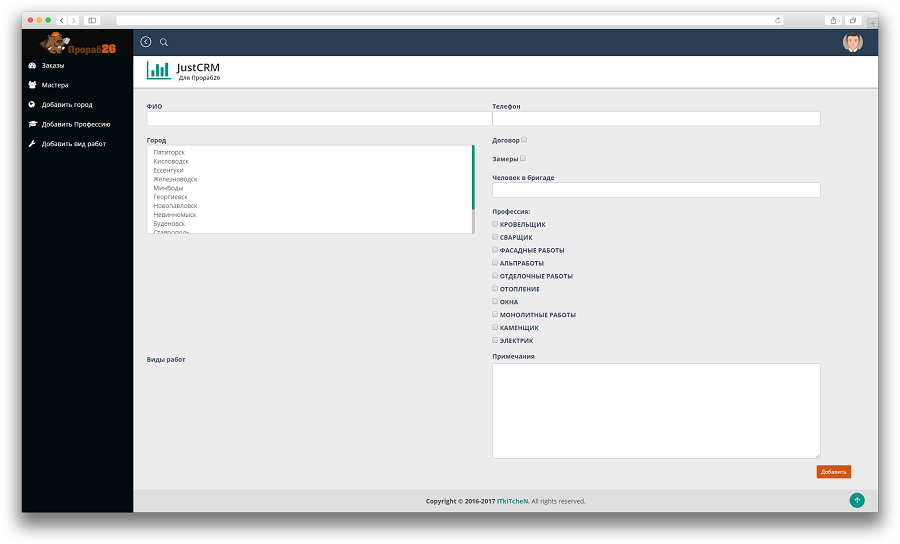 Прораб26
Заказы
Мастера
Добавить город
Добавить Профессию
Добавить вид работ
JustCRM
Для Прораб26
ФИО
Телефон
Город
Пятигорск
Кисловодск
Ессентуки
Железноводск
МинВоды
Георгиевск
Новопавловск
Невинномыск
Буденовск
Ставрополь
Договор
Замеры
Человек в бригаде
Профессия:
КРОВЕЛЬЩИК
СВАРЩИК
ФАСАДНЫЕ РАБОТЫ
АЛЬПРАБОТЫ
ОТДЕЛОЧНЫЕ РАБОТЫ
ОТОПЛЕНИЕ
ОКНА
МОНОЛИТНЫЕ РАБОТЫ
КАМЕНЩИК
ЭЛЕКТРИК
Виды работ
Примечания
Добавить
Copyright © 2016-2017 ITkiTcheN. All rights reserved.